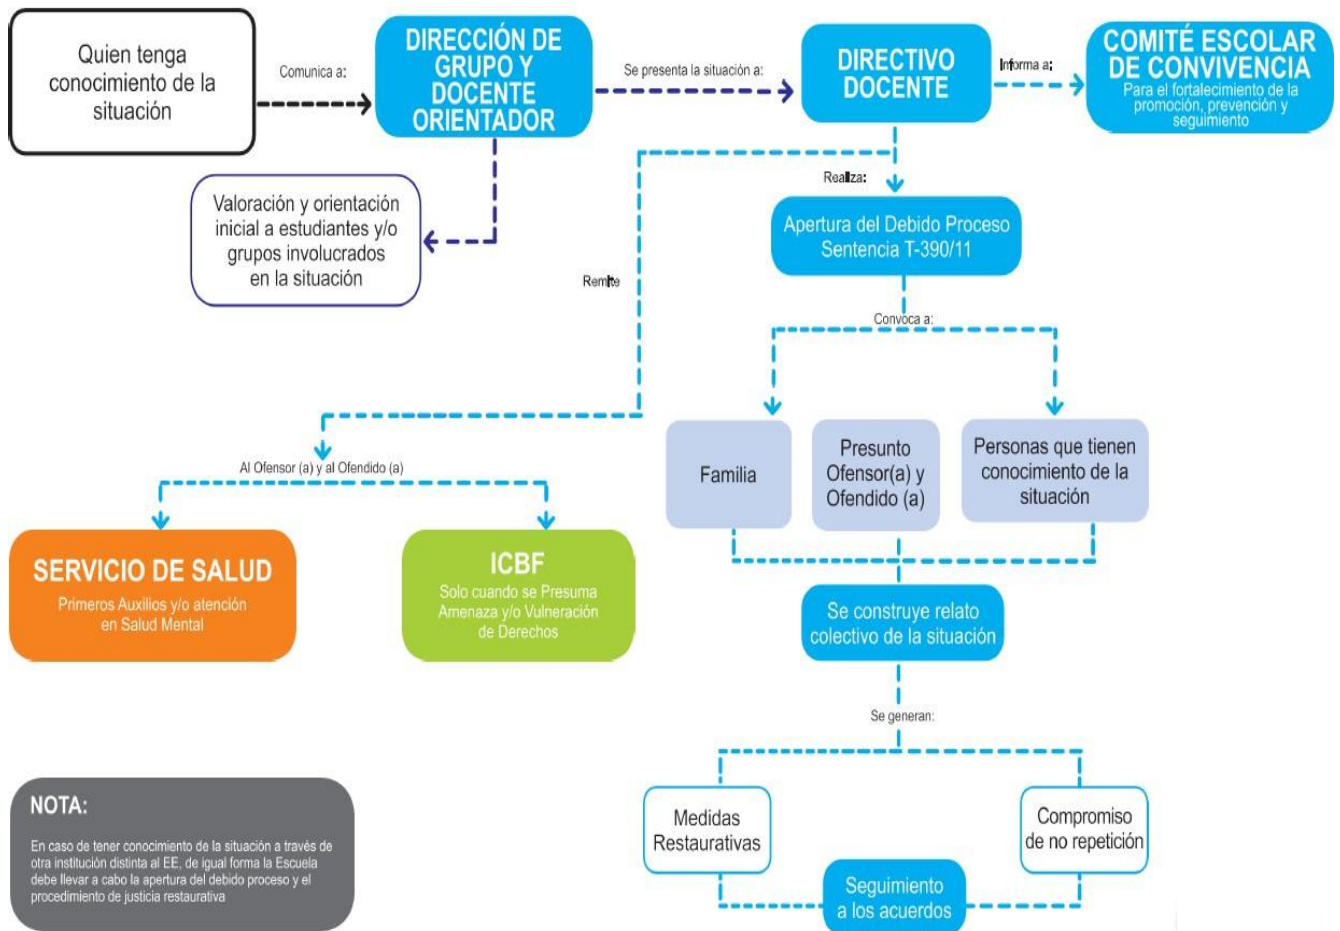 Quien tenga
conocimiento de la
situación
Comunica a:
DIRECCIÓN DE
GRUPO Y
DOCENTE
ORIENTADOR
Se presenta la situación a:
DIRECTIVO
DOCENTE
Informa a:
COMITÉ ESCOLAR
DE CONVIVENCIA
Para el fortalecimiento de la
promoción, prevención y
seguimiento
Valoración y orientación
inicial a estudiantes y/o
grupos involucrados
en la situación
Realiza:
Apertura del Debido Proceso
Sentencia T-390/11
Remite
Convoca a:
Familia
Presunto
Ofensor(a) y
Ofendido (a)
Personas que tienen
conocimiento de la
situación
Al Ofensor (a) y al Ofendido (a)
SERVICIO DE SALUD
Primeros Auxilios y/o atención
en Salud Mental
ICBF
Solo cuando se Presuma
Amenaza y/o Vulneración
de Derechos
Se construye relato
colectivo de la situación
Se generan:
Medidas
Restaurativas
Compromiso
de no repetición
Seguimiento
a los acuerdos
NOTA:
En caso de tener conocimiento de la situación a través de
otra institución distinta al EE, de igual forma la Escuela
debe llevar a cabo la apertura del debido proceso y el
procedimiento de justicia restaurativa